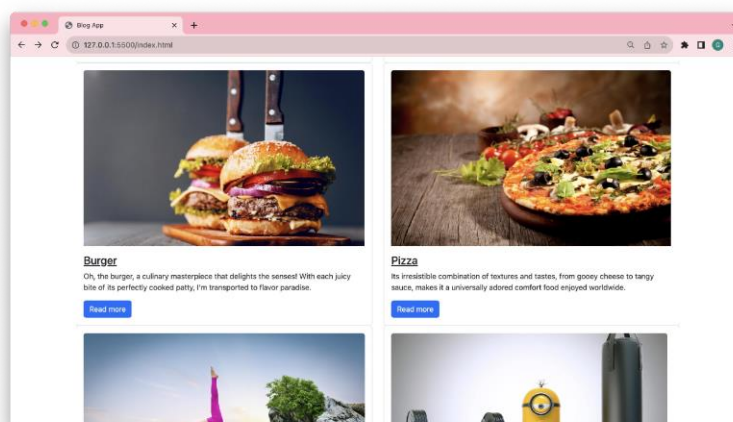 Blog App
127.0.0.1:5500/index.html
Burger
Oh, the burger, a culinary masterpiece that delights the senses! With each juicy
bite of its perfectly cooked patty, I'm transported to flavor paradise.
Read more
Pizza
Its irresistible combination of textures and tastes, from gooey cheese to tangy
sauce, makes it a universally adored comfort food enjoyed worldwide.
Read more